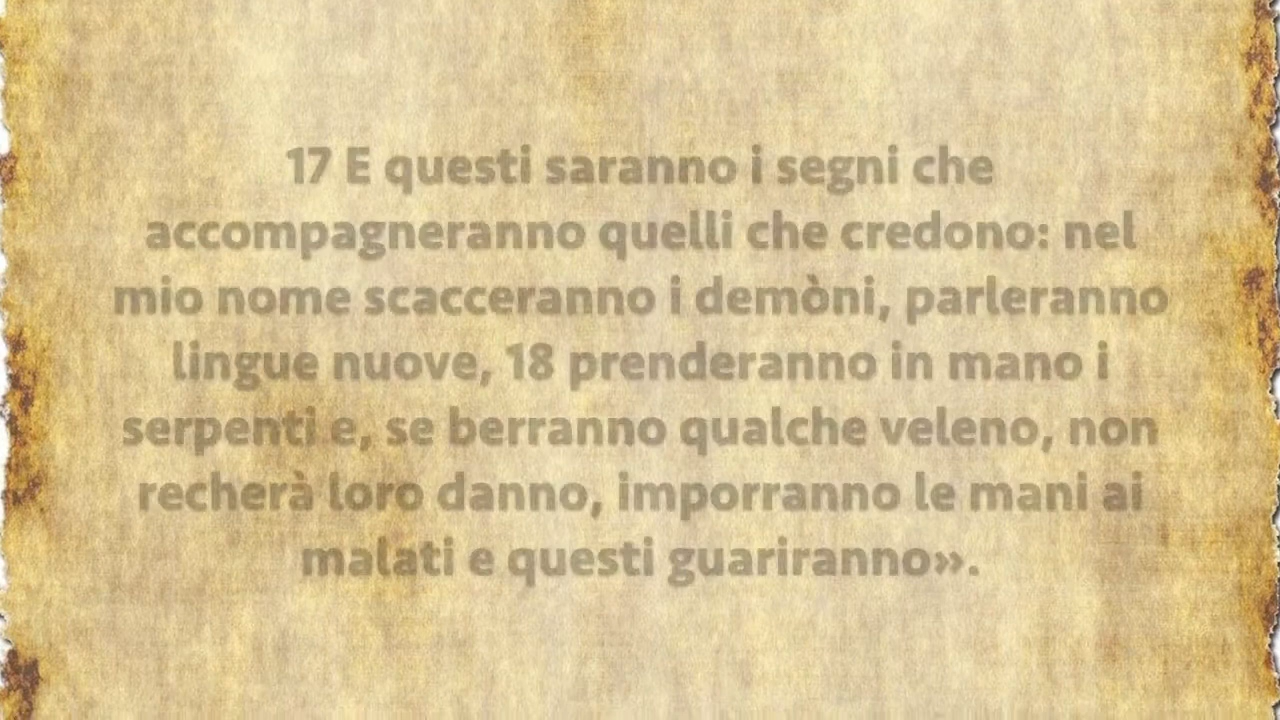 17 E questi saranno i segni che
accompagneranno quelli che credono: nel
mio nome scacceranno i demòni, parleranno
lingue nuove, 18 prenderanno in mano i
serpenti e, se berranno qualche veleno, non
recherà loro danno, imporranno le mani ai
malati e questi guariranno».